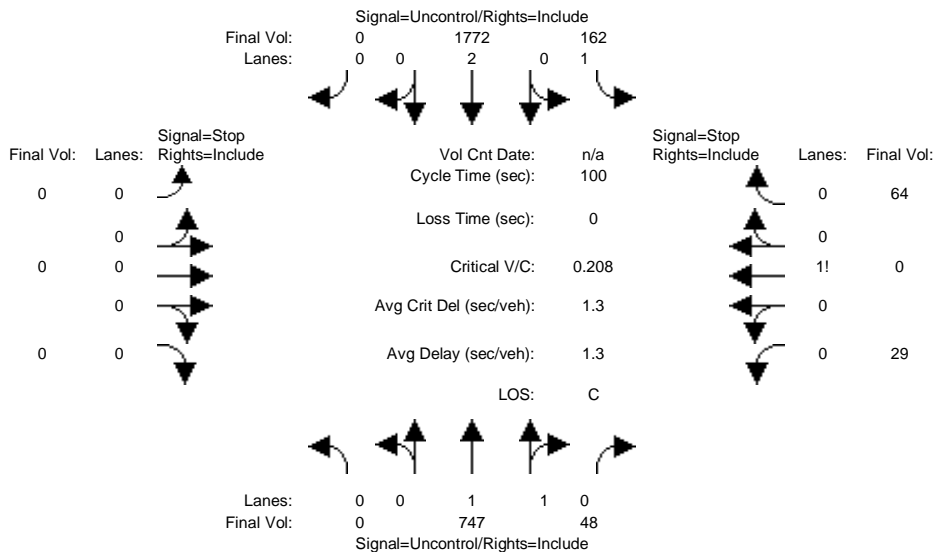 Signal=Uncontrol/Rights=Include
Final Vol: 0 1772 162
Lanes: 0 0 2 0 1
Signal=Stop Signal=Stop
Final Vol: Lanes: Rights=Include Vol Cnt Date: n/a Rights=Include Lanes: Final Vol:
Cycle Time (sec): 100
0 0 0 64
Loss Time (sec): 0
0 0
0 0 Critical V/C: 0.208 1! 0
0 Avg Crit Del (sec/veh): 1.3 0
0 0 Avg Delay (sec/veh): 1.3 0 29
LOS: C
Lanes: 0 0 1 1 0
Final Vol: 0 747 48
Signal=Uncontrol/Rights=Include